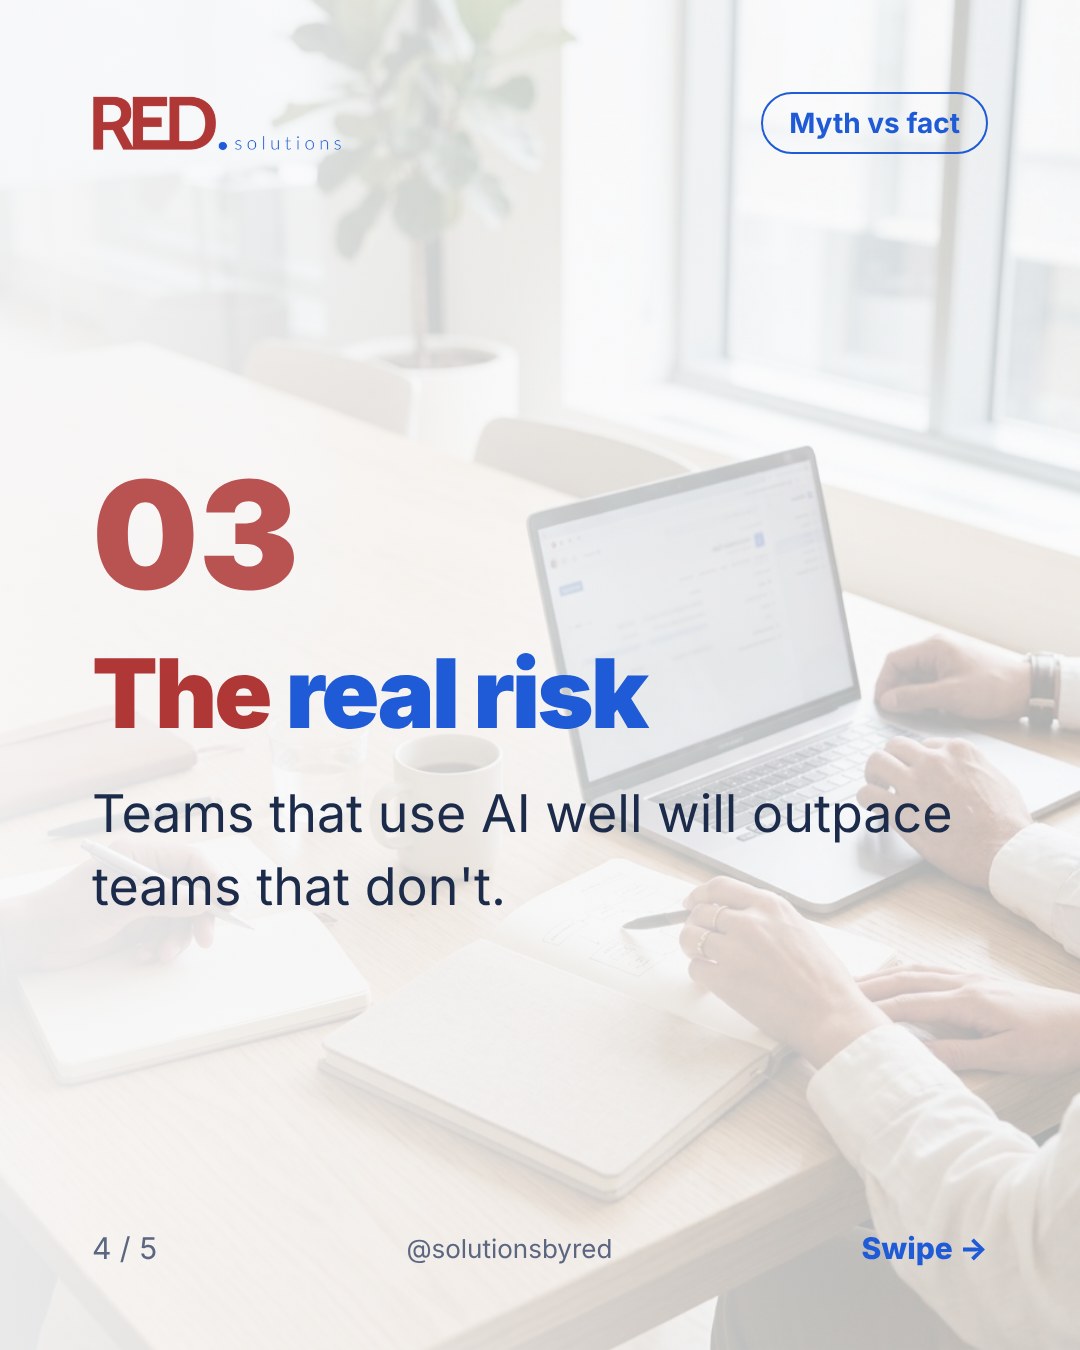 RED.solutions
Myth vs fact
03
The real risk
Teams that use AI well will outpace
teams that don't.
4 / 5
@solutionsbyred
Swipe →